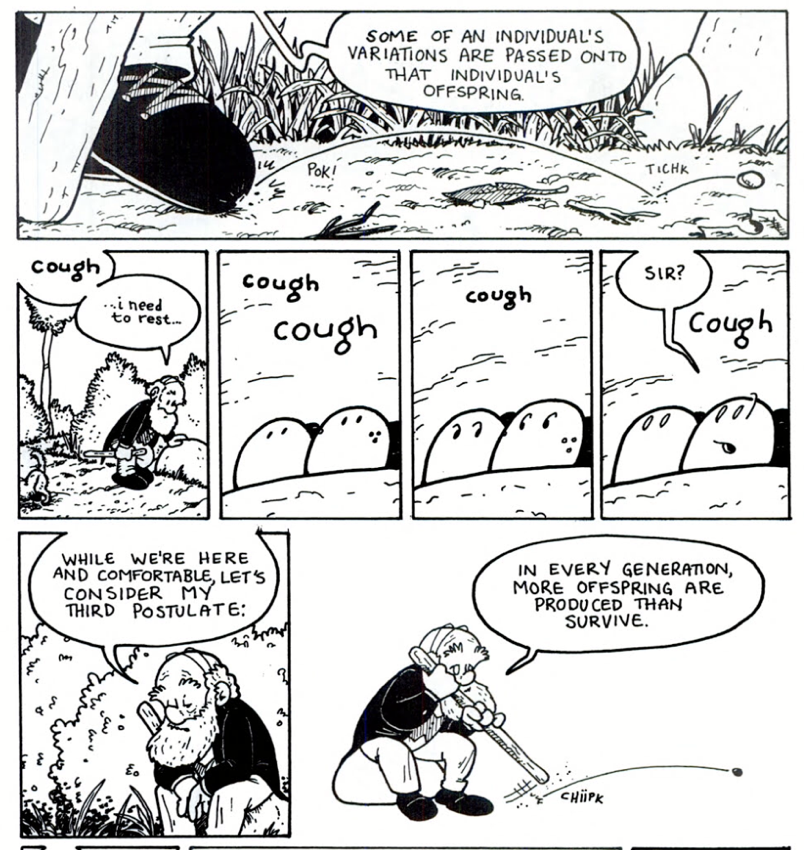 SOME OF AN INDIVIDUAL'S
VARIATIONS ARE PASSED ONTO
THAT INDIVIDUAL'S
OFFSPRING.
POK!
TICHK
cough
...i need
to rest...
cough
cough
cough
SIR?
Cough
WHILE WE'RE HERE
AND COMFORTABLE, LET'S
CONSIDER MY
THIRD POSTULATE:
IN EVERY GENERATION,
MORE OFFSPRING ARE
PRODUCED THAN
SURVIVE.
CHiiPK